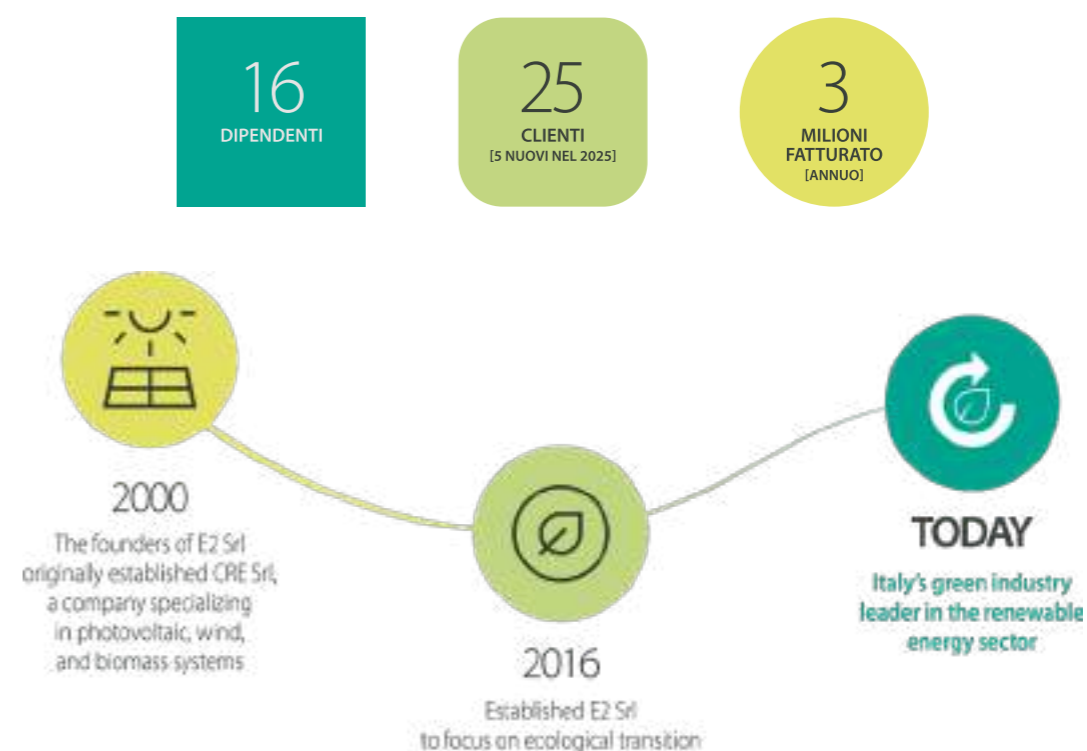 16
DIPENDENTI
25
CLIENTI
[5 NUOVI NEL 2025]
3
MILIONI
FATTURATO
[ANNUO]
2000
The founders of E2 Srl
originally established CRE Srl,
a company specializing
in photovoltaic, wind,
and biomass systems
2016
Established E2 Srl
to focus on ecological transition
TODAY
Italy's green industry
leader in the renewable
energy sector